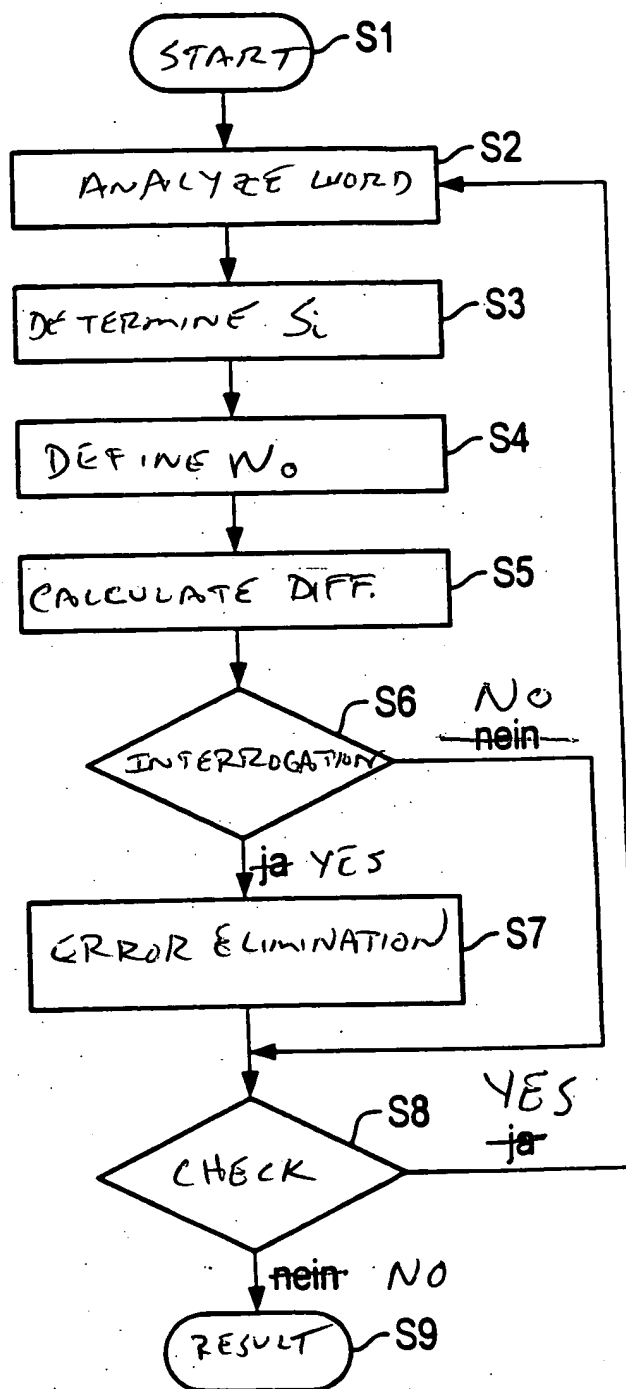 START S1
S2
ANALYZE WORD
DETERMINE Si S3
DEFINE Wo S4
CALCULATE DIFF. S5
S6 NO
nein
INTERROGATION
ja YES
ERROR ELIMINATION S7
YES
S8 ja
CHECK
nein NO
RESULT S9